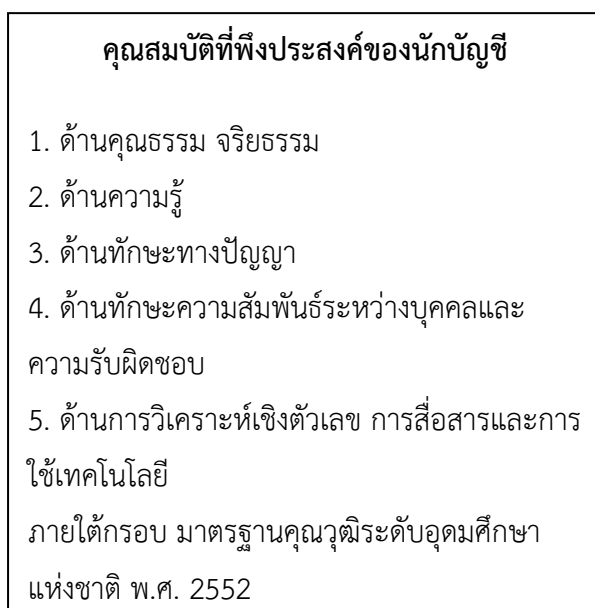 คุณสมบัติที่พึงประสงค์ของนักบัญชี
1. ด้านคุณธรรม จริยธรรม
2. ด้านความรู้
3. ด้านทักษะทางปัญญา
4. ด้านทักษะความสัมพันธ์ระหว่างบุคคลและ
ความรับผิดชอบ
5. ด้านการวิเคราะห์เชิงตัวเลข การสื่อสารและการ
ใช้เทคโนโลยี
ภายใต้กรอบ มาตรฐานคุณวุฒิระดับอุดมศึกษา
แห่งชาติ พ.ศ. 2552